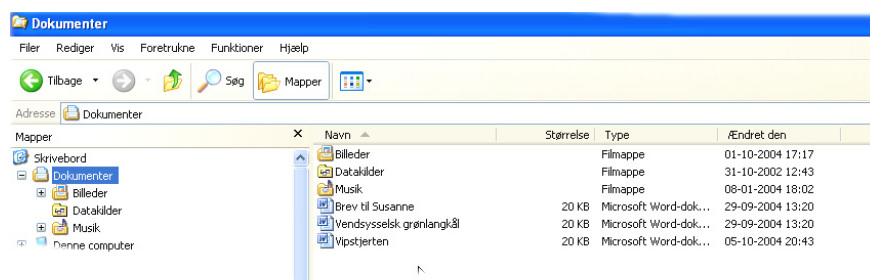 Dokumenter
Filer Rediger Vis Foretrukne Funktioner Hjælp
Tilbage Søg Mapper
Adresse Dokumenter
Mapper
Skrivebord
Dokumenter
Billeder
Datakilder
Musik
Denne computer
Navn Størrelse Type Ændret den
Billeder Filmappe 01-10-2004 17:17
Datakilder Filmappe 31-10-2002 12:43
Musik Filmappe 08-01-2004 18:02
Brev til Susanne 20 KB Microsoft Word-dok... 29-09-2004 13:20
Vendsysselsk grønlangkål 20 KB Microsoft Word-dok... 29-09-2004 13:20
Vipstjerten 20 KB Microsoft Word-dok... 05-10-2004 20:43